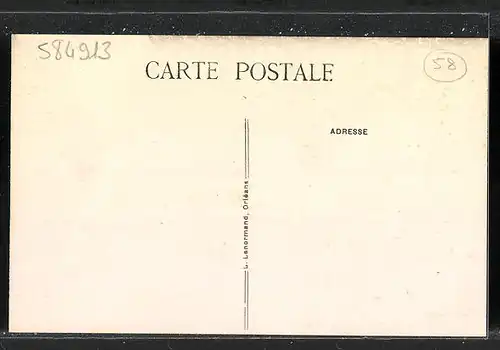 584913
58
CARTE POSTALE
ADRESSE
L. Lenormand, Orléans